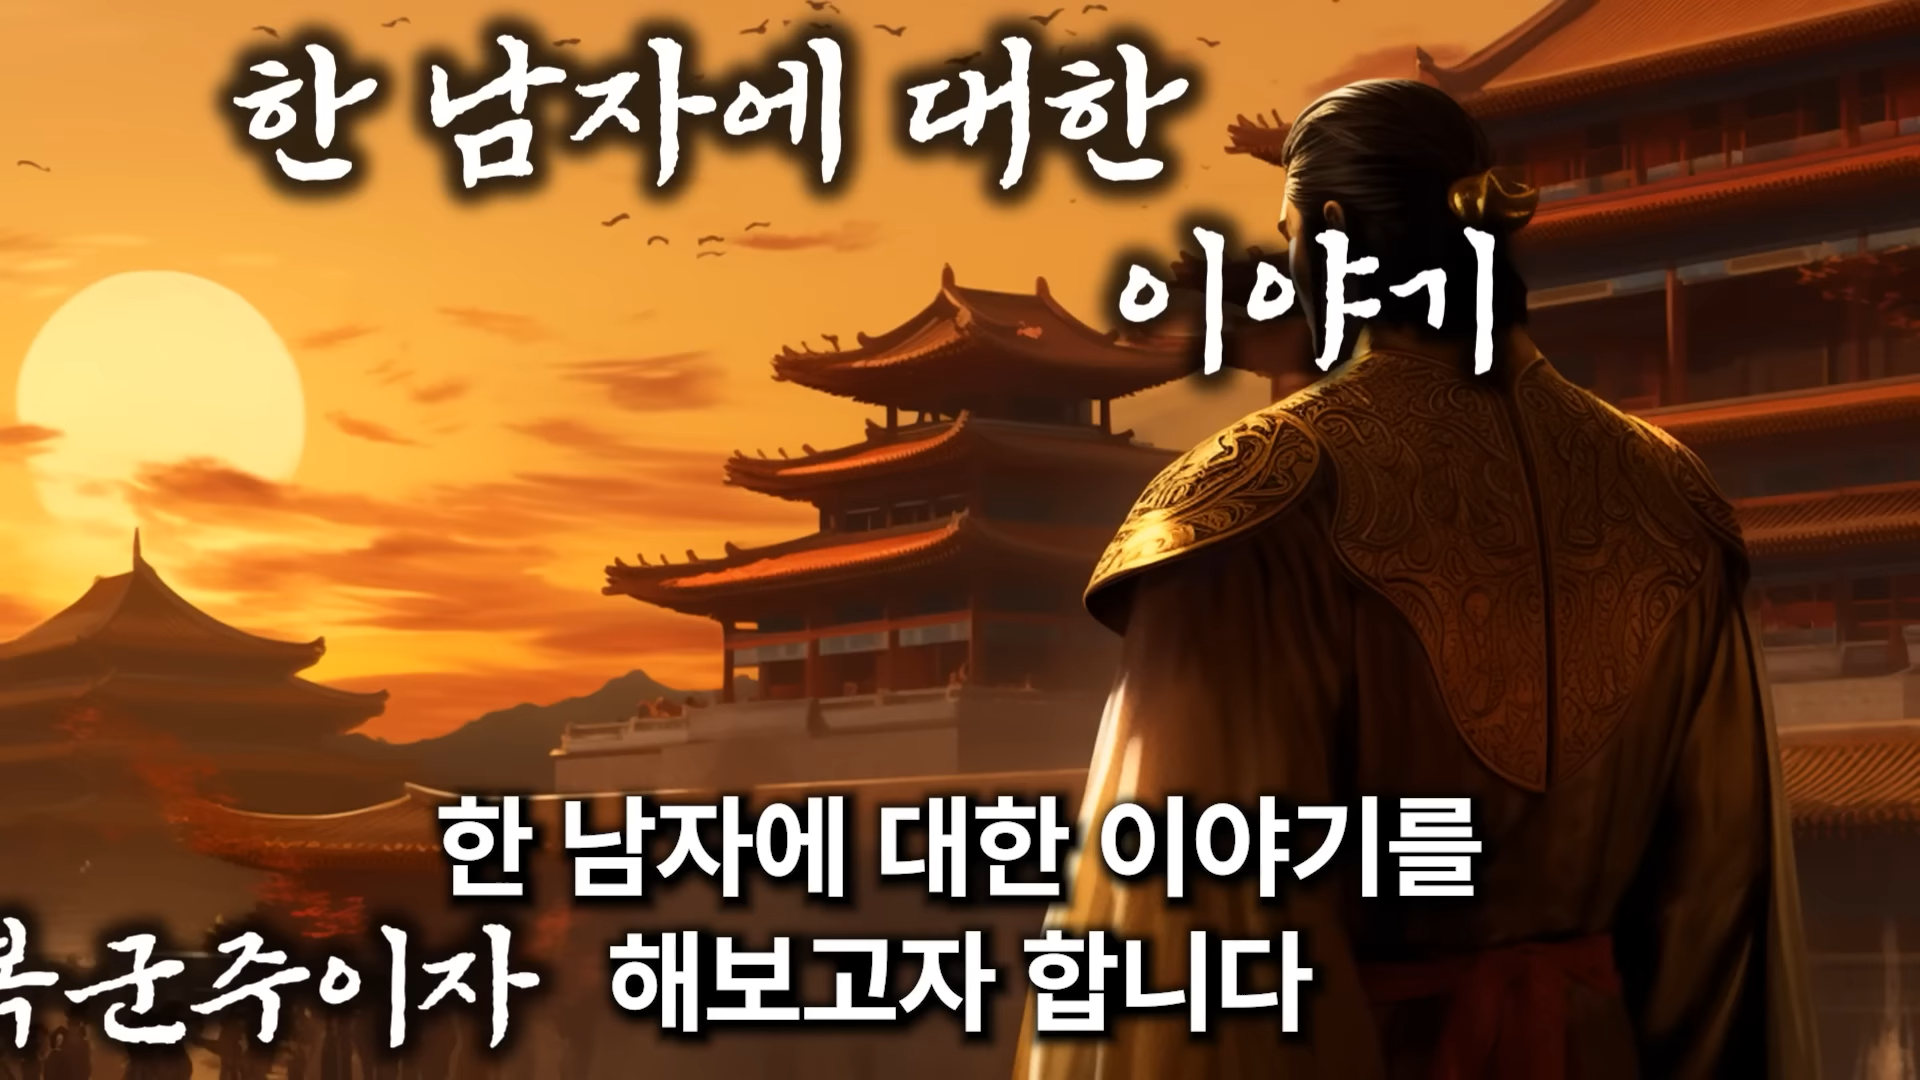 한 남자에 대한
이야기
한 남자에 대한 이야기를
해보고자 합니다
군주이자